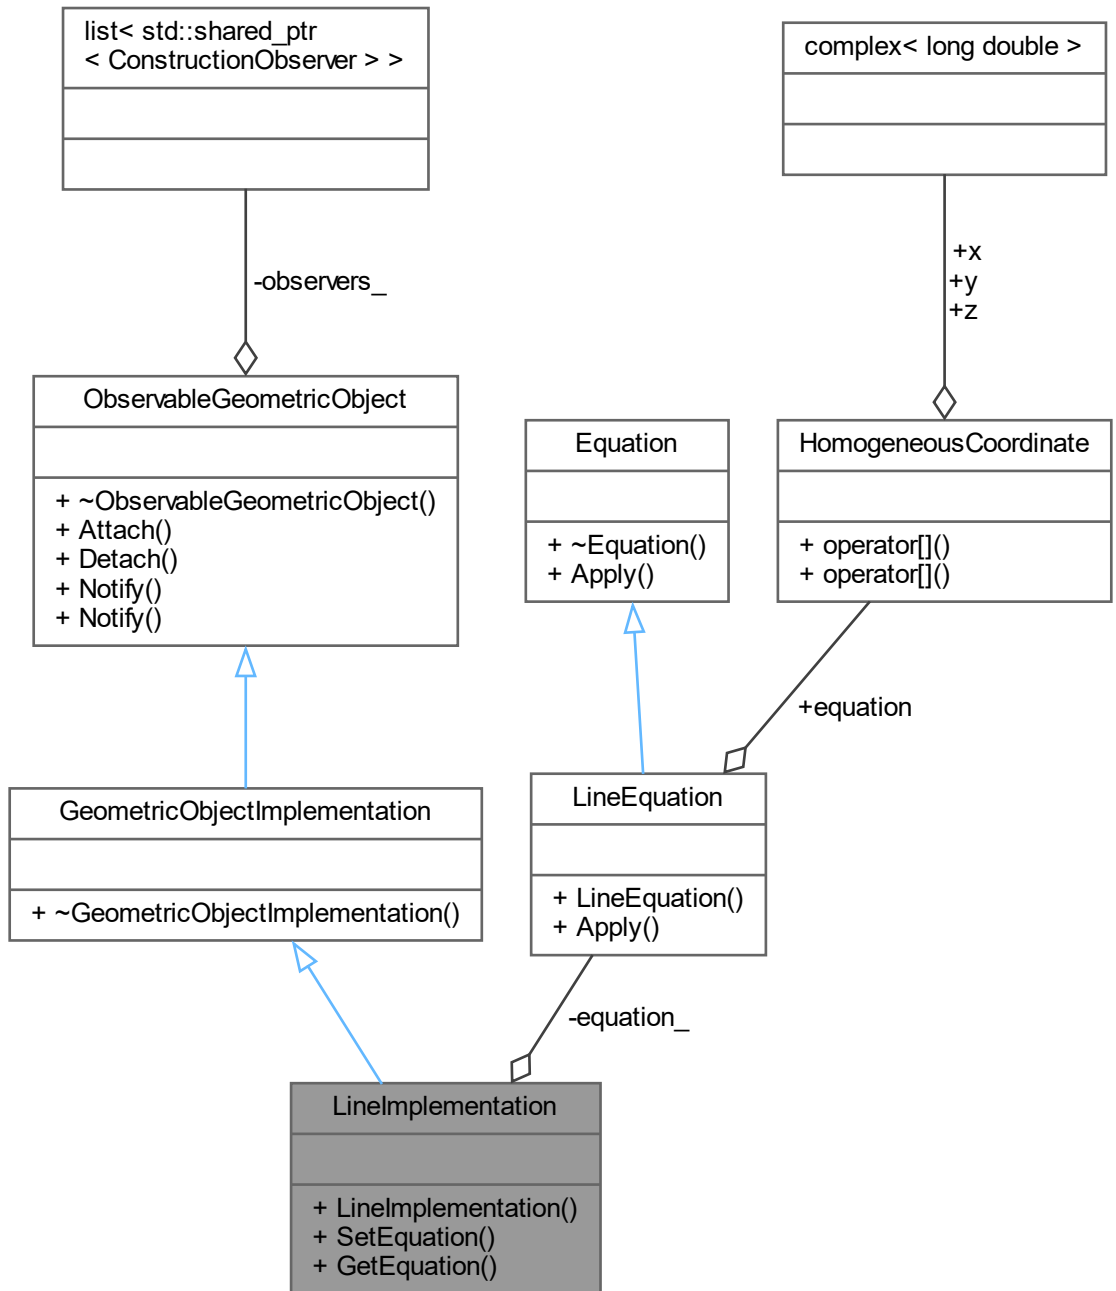 list< std::shared_ptr
< ConstructionObserver > >
complex< long double >
-observers_
+x
+y
+z
ObservableGeometricObject
+ ~ObservableGeometricObject()
+ Attach()
+ Detach()
+ Notify()
+ Notify()
Equation
+ ~Equation()
+ Apply()
HomogeneousCoordinate
+ operator[]()
+ operator[]()
+equation
GeometricObjectImplementation
+ ~GeometricObjectImplementation()
LineEquation
+ LineEquation()
+ Apply()
-equation_
LineImplementation
+ LineImplementation()
+ SetEquation()
+ GetEquation()